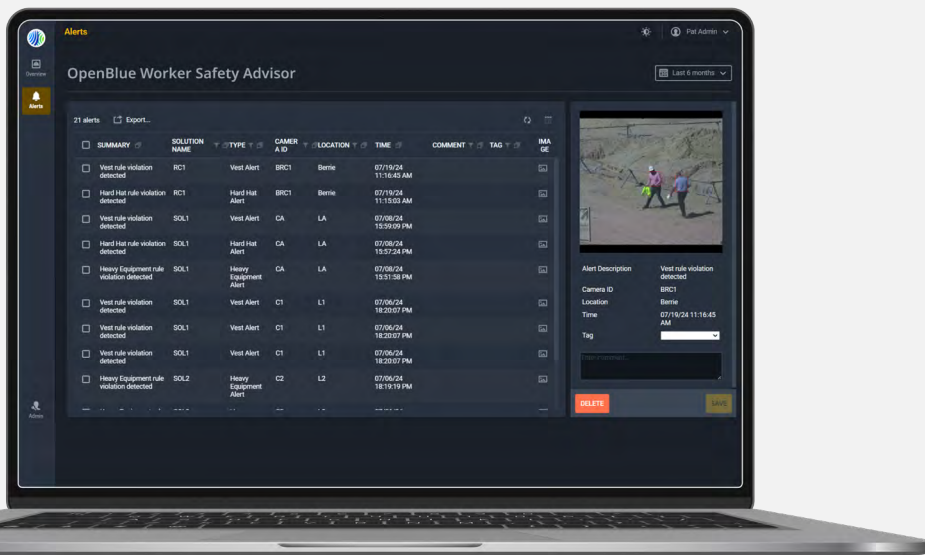 Alerts
Pat Admin
Overview
OpenBlue Worker Safety Advisor
Last 6 months
Alerts
21 alerts Export...
SUMMARY SOLUTION NAME TYPE CAMER A ID LOCATION TIME COMMENT TAG IMA GE
Vest rule violation RC1 Vest Alert BRC1 Berrie 07/19/24
detected 11:16:45 AM
Hard Hat rule violation RC1 Hard Hat BRC1 Berrie 07/19/24
detected Alert 11:15:03 AM
Vest rule violation SOL1 Vest Alert CA LA 07/08/24
detected 15:59:09 PM
Hard Hat rule violation SOL1 Hard Hat CA LA 07/08/24
detected Alert 15:57:24 PM
Heavy Equipment rule SOL1 Heavy CA LA 07/08/24
violation detected Equipment 15:51:58 PM
Alert
Vest rule violation SOL1 Vest Alert C1 L1 07/06/24
detected 18:20:07 PM
Vest rule violation SOL1 Vest Alert C1 L1 07/06/24
detected 18:20:07 PM
Vest rule violation SOL1 Vest Alert C1 L1 07/06/24
detected 18:20:07 PM
Heavy Equipment rule SOL2 Heavy C2 L2 07/06/24
violation detected Equipment 18:19:19 PM
Alert
Alert Description Vest rule violation
detected
Camera ID BRC1
Location Berrie
Time 07/19/24 11:16:45
AM
Tag
DELETE
SAVE
Admin